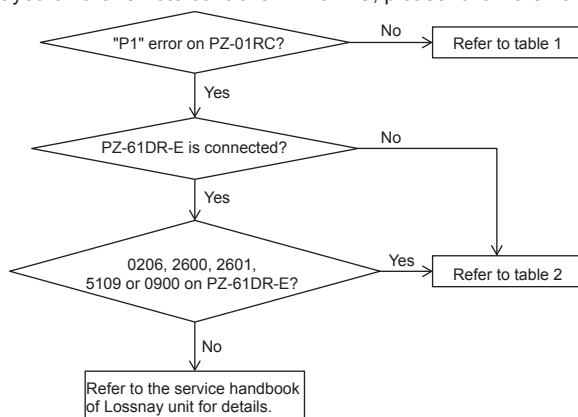 "P1" error on PZ-01RC?
No
Refer to table 1
Yes
PZ-61DR-E is connected?
No
Yes
0206, 2600, 2601,
5109 or 0900 on PZ-61DR-E?
Yes
Refer to table 2
No
Refer to the service handbook
of Lossnay unit for details.